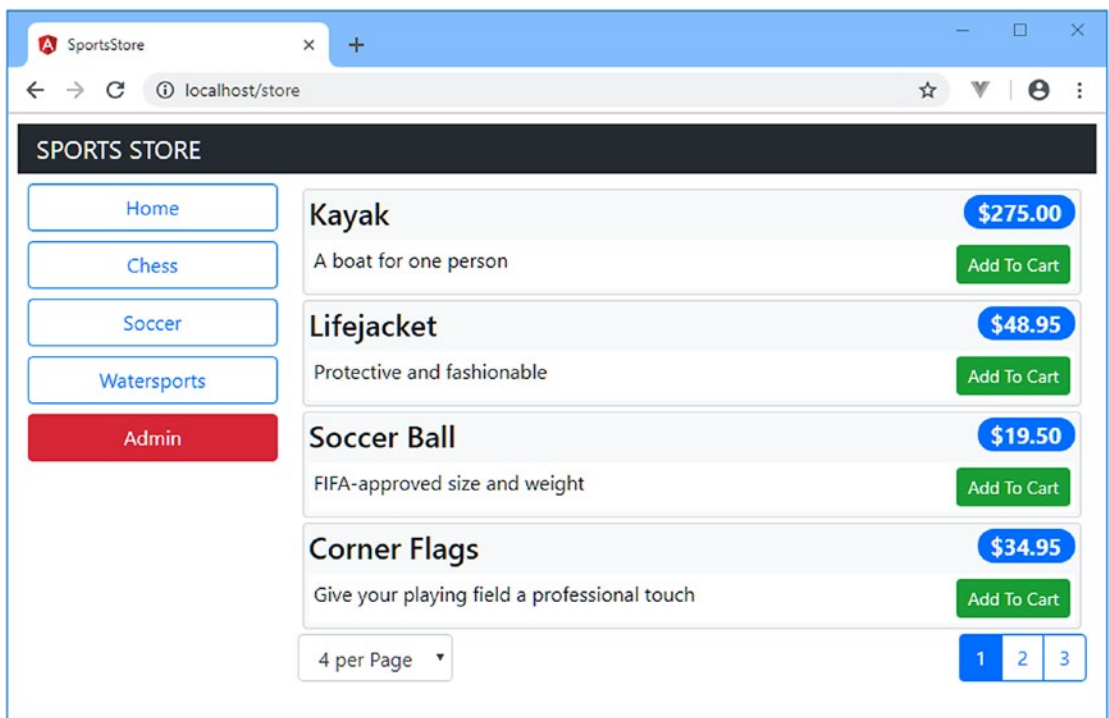 SportsStore
localhost/store
SPORTS STORE
Home
Chess
Soccer
Watersports
Admin
Kayak $275.00
A boat for one person Add To Cart
Lifejacket $48.95
Protective and fashionable Add To Cart
Soccer Ball $19.50
FIFA-approved size and weight Add To Cart
Corner Flags $34.95
Give your playing field a professional touch Add To Cart
4 per Page 1 2 3